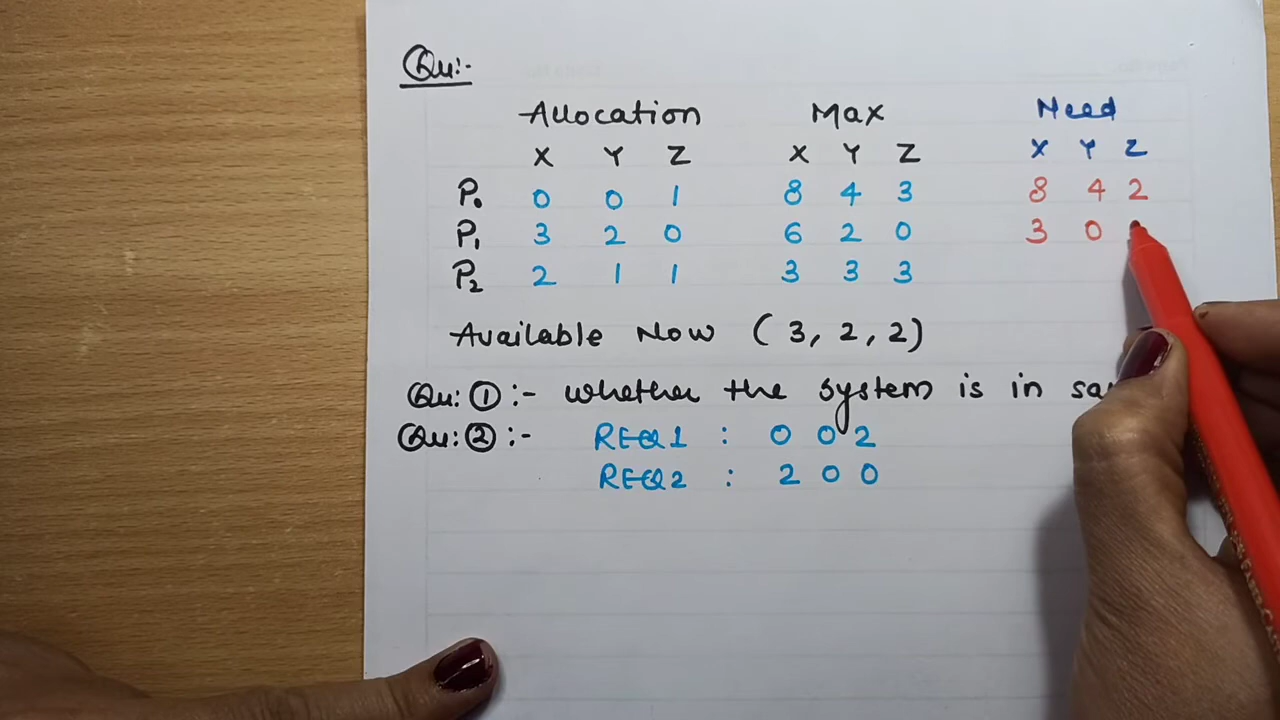 Qu:-
Allocation Max Need
X Y Z X Y Z X Y Z
P0 0 0 1 8 4 3 8 4 2
P1 3 2 0 6 2 0 3 0
P2 2 1 1 3 3 3
Available Now (3, 2, 2)
Qu: ① :- whether the system is in
Qu: ② :- REQ1 : 0 0 2
REQ2 : 2 0 0